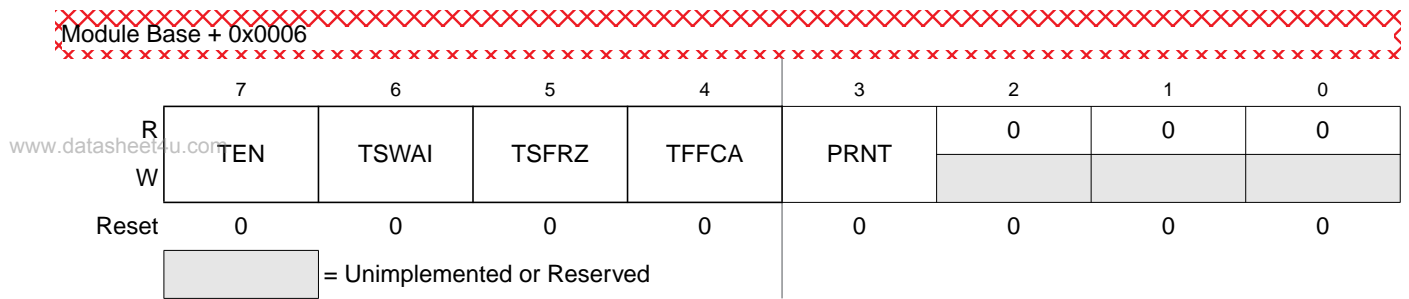 Module Base + 0x0006
7 6 5 4 3 2 1 0
R TEN TSWAI TSFRZ TFFCA PRNT 0 0 0
www.datasheet4u.com
W
Reset 0 0 0 0 0 0 0 0
= Unimplemented or Reserved